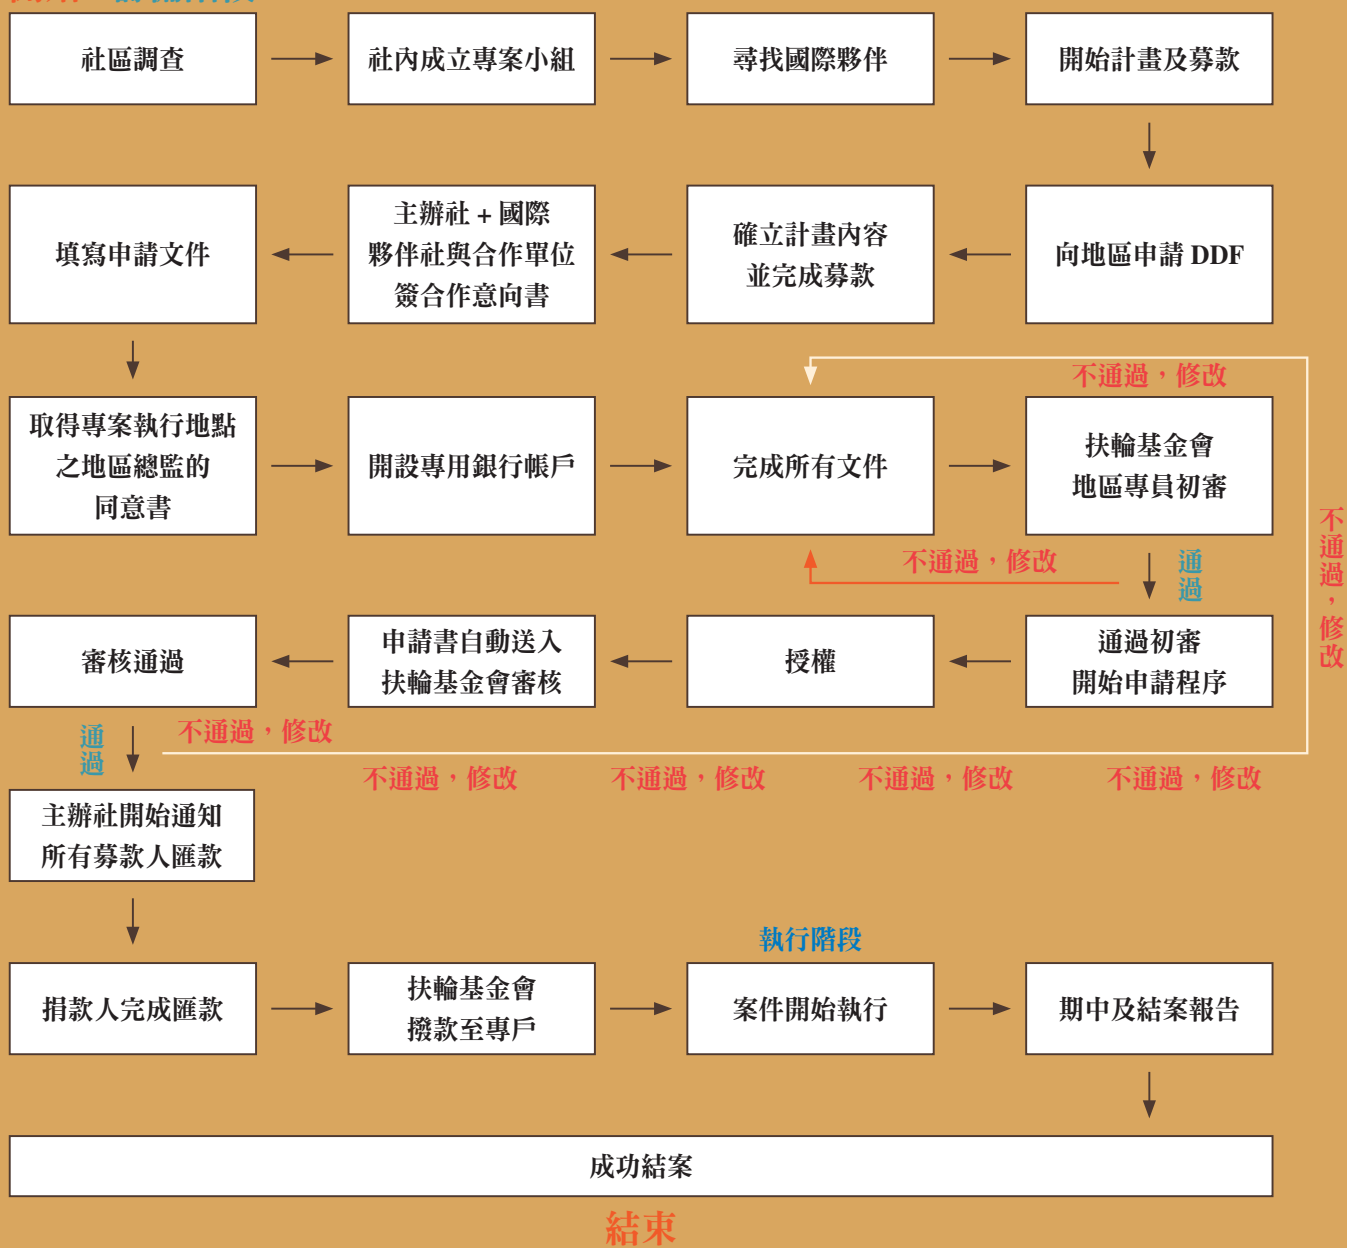 社區調查
社內成立專案小組
尋找國際夥伴
開始計畫及募款
填寫申請文件
主辦社 + 國際
夥伴社與合作單位
簽合作意向書
確立計畫內容
並完成募款
向地區申請 DDF
不通過，修改
取得專案執行地點
之地區總監的
同意書
開設專用銀行帳戶
完成所有文件
扶輪基金會
地區專員初審
不通過，修改
不通過，修改
通過
審核通過
申請書自動送入
扶輪基金會審核
授權
通過初審
開始申請程序
通過
不通過，修改
不通過，修改
不通過，修改
不通過，修改
不通過，修改
主辦社開始通知
所有募款人匯款
執行階段
捐款人完成匯款
扶輪基金會
撥款至專戶
案件開始執行
期中及結案報告
成功結案
結束